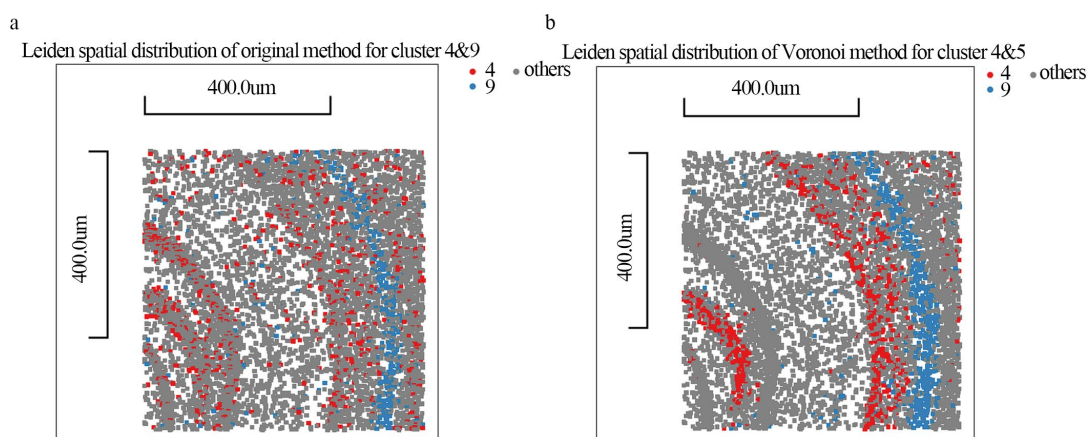 a
Leiden spatial distribution of original method for cluster 4&9
400.0um
400.0um
4
others
9
b
Leiden spatial distribution of Voronoi method for cluster 4&5
400.0um
400.0um
4
others
9